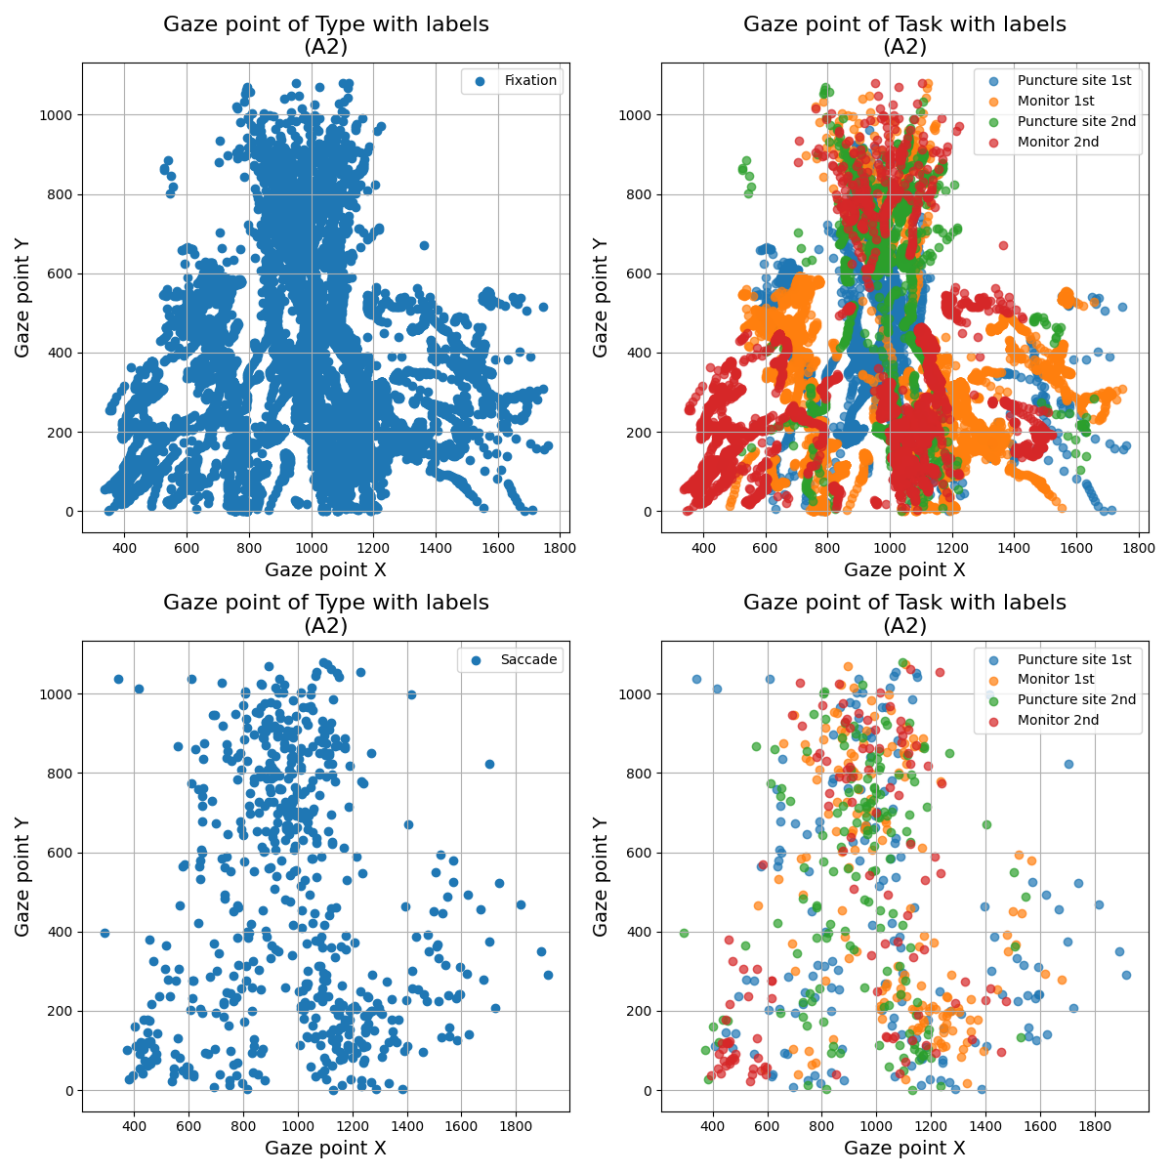 Gaze point of Type with labels
(A2)
Fixation
1000
800
600
400
200
0
Gaze point Y
400 600 800 1000 1200 1400 1600 1800
Gaze point X
Gaze point of Task with labels
(A2)
Puncture site 1st
Monitor 1st
Puncture site 2nd
Monitor 2nd
1000
800
600
400
200
0
Gaze point Y
400 600 800 1000 1200 1400 1600 1800
Gaze point X
Gaze point of Type with labels
(A2)
Saccade
1000
800
600
400
200
0
Gaze point Y
400 600 800 1000 1200 1400 1600 1800
Gaze point X
Gaze point of Task with labels
(A2)
Puncture site 1st
Monitor 1st
Puncture site 2nd
Monitor 2nd
1000
800
600
400
200
0
Gaze point Y
400 600 800 1000 1200 1400 1600 1800
Gaze point X